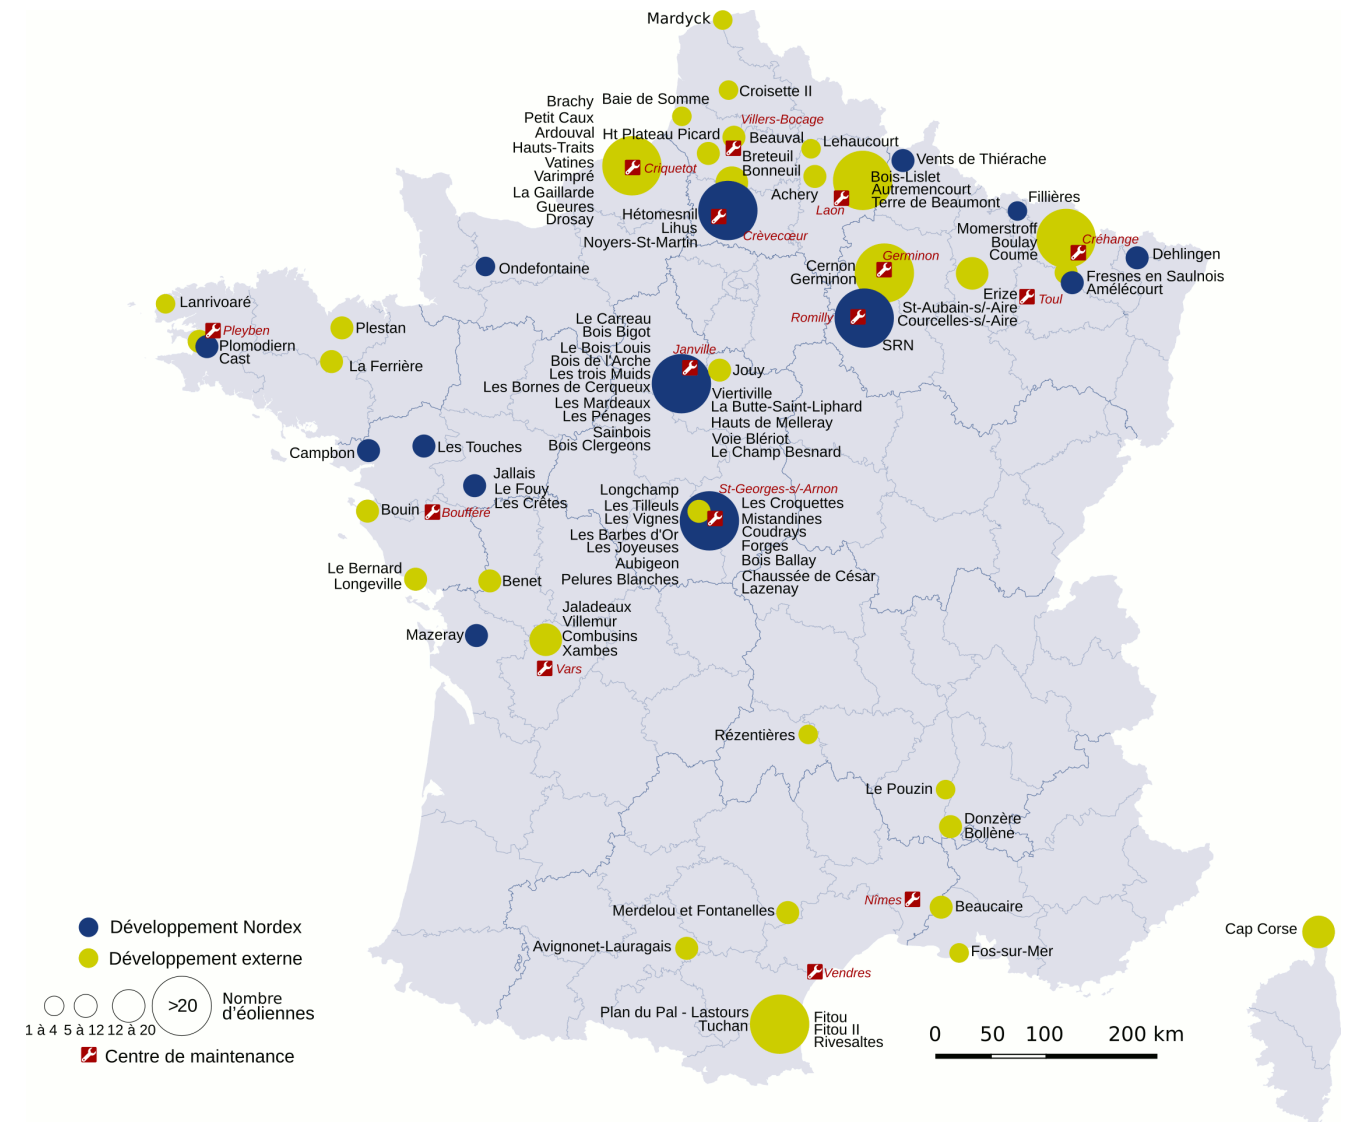 Mardyck
Croisette II
Baie de Somme
Brachy
Petit Caux
Ardouval
Hauts-Traits
Vatines
Varimpré
La Gaillarde
Gueures
Drosay
Criquetot
Villers-Bocage
Ht Plateau Picard
Beauval
Breteuil
Bonneuil
Lehaucourt
Achery
Vents de Thiérache
Bois-Lislet
Autremencourt
Terre de Beaumont
Laon
Hétomesnil
Lihus
Noyers-St-Martin
Crèvecœur
Fillières
Momerstroff
Boulay
Coume
Créhange
Dehlingen
Fresnes en Saulnois
Amélécourt
Cernon
Germinon
Germinon
Erize
St-Aubain-s/-Aire
Courcelles-s/-Aire
Toul
Romilly
SRN
Ondefontaine
Lanrivoaré
Pleyben
Plomodiern
Cast
Plestan
La Ferrière
Le Carreau
Bois Bigot
Le Bois Louis
Bois de l'Arche
Les trois Muids
Les Bornes de Cerqueux
Les Mardeaux
Les Pénages
Sainbois
Bois Clergeons
Janville
Jouy
Viertiville
La Butte-Saint-Liphard
Hauts de Melleray
Voie Blériot
Le Champ Besnard
Campbon
Les Touches
Jallais
Le Fouy
Les Crêtes
Bouin
Boufféré
Longchamp
Les Tilleuls
Les Vignes
Les Barbes d'Or
Les Joyeuses
Aubigeon
Pelures Blanches
St-Georges-s/-Arnon
Les Croquettes
Mistandines
Coudrays
Forges
Bois Ballay
Chaussée de César
Lazenay
Le Bernard
Longeville
Benet
Mazeray
Jaladeaux
Villemur
Combusins
Xambes
Vars
Rézentières
Le Pouzin
Donzère
Bollène
Nîmes
Beaucaire
Merdelou et Fontanelles
Avignonet-Lauragais
Fos-sur-Mer
Vendres
Cap Corse
Plan du Pal - Lastours
Tuchan
Fitou
Fitou II
Rivesaltes
Développement Nordex
Développement externe
>20
Nombre
d'éoliennes
1 à 4 5 à 12 12 à 20
Centre de maintenance
0 50 100 200 km